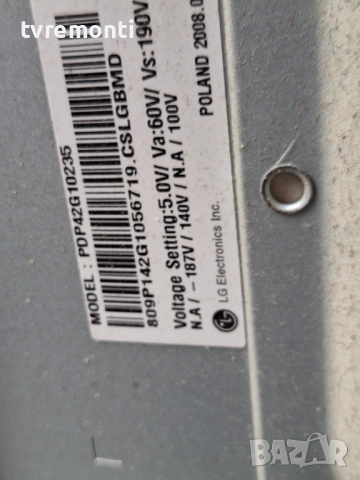 tvremonti
MODEL : PDP42G10235
809P142G1056719.CSLGBMD
Voltage Setting:5.0V/ Va:60V/ Vs:190V/
N.A / -187V / 140V / N.A / 100V
LG Electronics Inc.
POLAND 2008.0
BAZAR